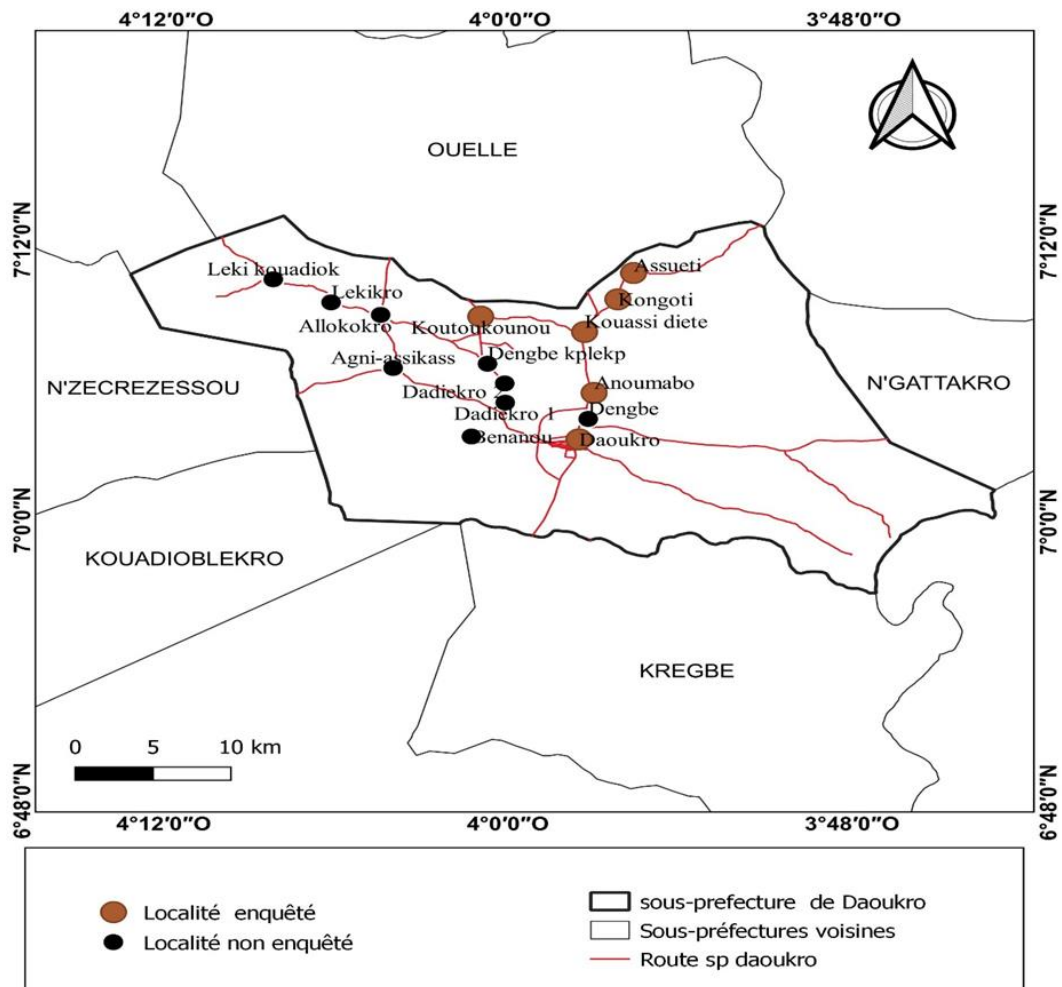 4°12'0"O 4°0'0"O 3°48'0"O
OUELLE
7°12'0"N 7°12'0"N
Assueti
Leki kouadiok
Lekikro
Kongoti
Allokokro
Koutoukounou
Kouassi diete
Agni-assikass
Dengbe kplekp
N'ZECREZESSOU
N'GATTAKRO
Dadiekro 2
Anoumabo
Dadiekro 1
Dengbe
Benanou
Daoukro
7°0'0"N 7°0'0"N
KOUADIOBLEKRO
KREGBE
0 5 10 km
6°48'0"N 6°48'0"N
4°12'0"O 4°0'0"O 3°48'0"O
Localité enquêté
Localité non enquêté
sous-prefecture de Daoukro
Sous-préfectures voisines
Route sp daoukro